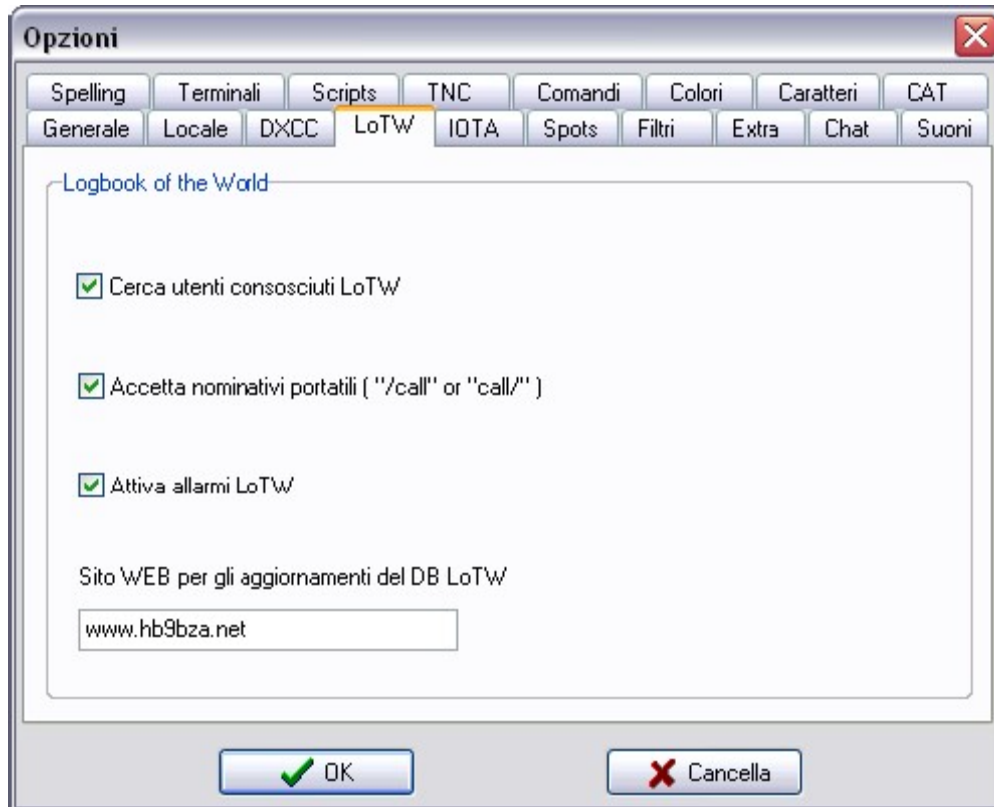 Opzioni
Spelling Terminali Scripts TNC Comandi Colori Caratteri CAT
Generale Locale DXCC LoTW IOTA Spots Filtri Extra Chat Suoni
Logbook of the World
Cerca utenti consosciuti LoTW
Accetta nominativi portatili ( "/call" or "call/" )
Attiva allarmi LoTW
Sito WEB per gli aggiornamenti del DB LoTW
www.hb9bza.net
OK Cancella